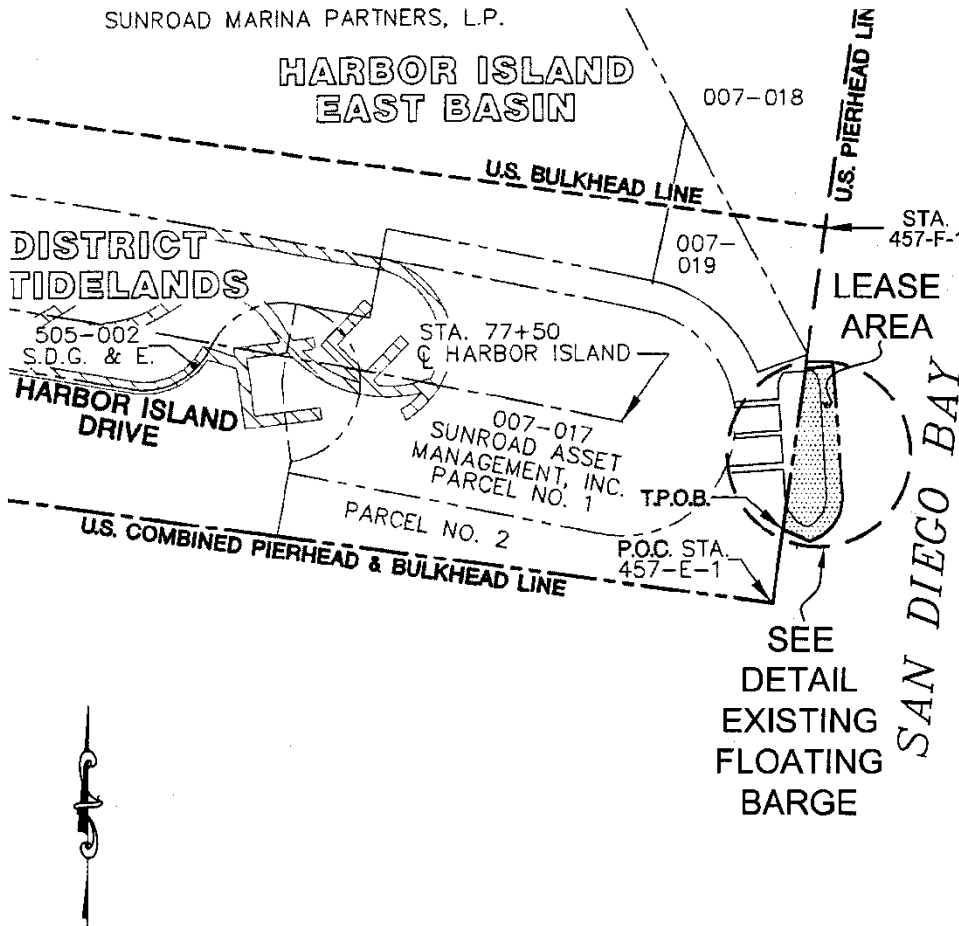 SUNROAD MARINA PARTNERS, L.P.
HARBOR ISLAND
EAST BASIN
007-018
U.S. PIERHEAD LIN
U.S. BULKHEAD LINE
STA.
457-F-1
007-
019
DISTRICT
TIDELANDS
LEASE
AREA
505-002
S.D.G. & E.
STA. 77+50
℄ HARBOR ISLAND
HARBOR ISLAND
DRIVE
007-017
SUNROAD ASSET
MANAGEMENT, INC.
PARCEL NO. 1
T.P.O.B.
PARCEL NO. 2
P.O.C. STA.
457-E-1
U.S. COMBINED PIERHEAD & BULKHEAD LINE
SAN DIEGO BAY
SEE
DETAIL
EXISTING
FLOATING
BARGE